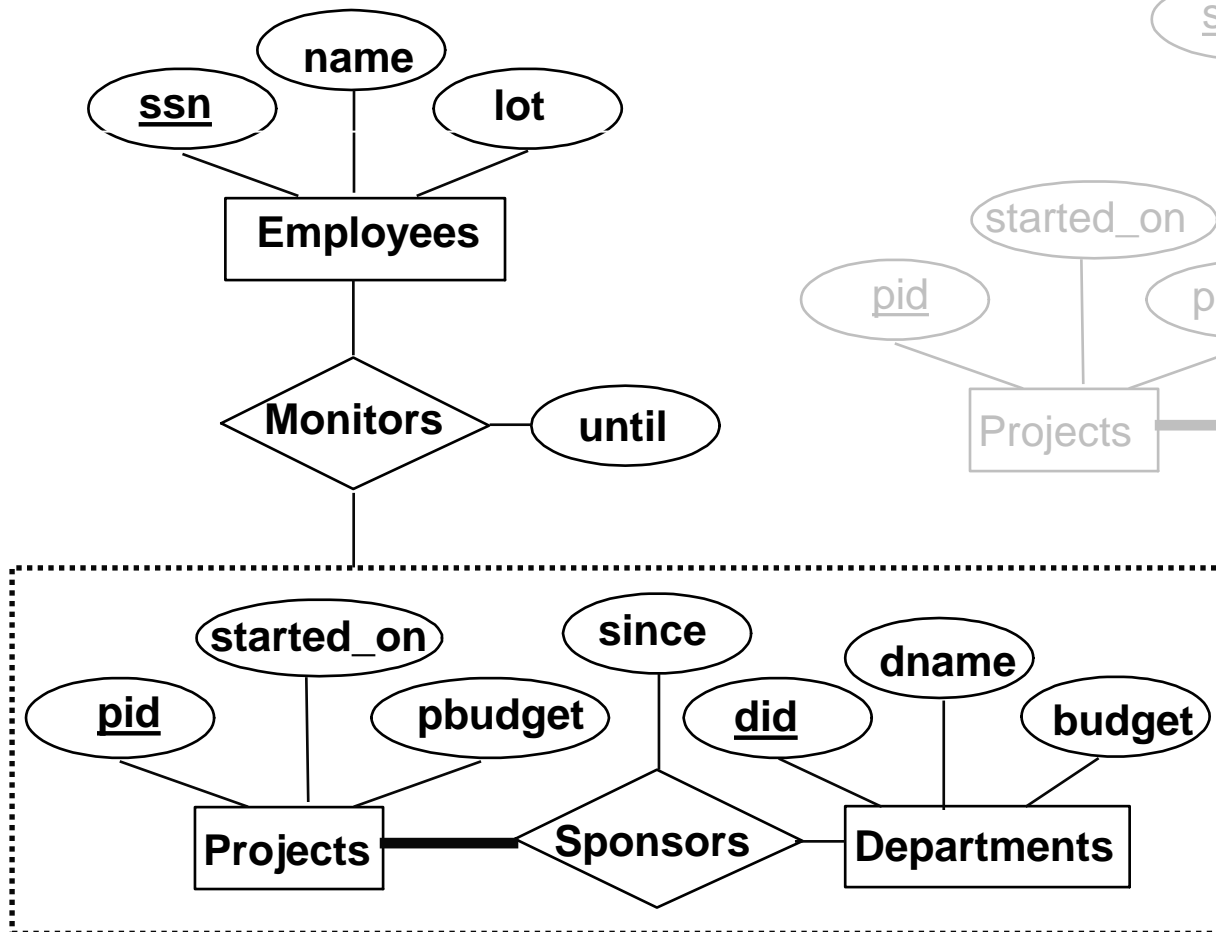 name
ssn
lot
Employees
Monitors
until
started_on
since
dname
pid
pbudget
did
budget
Projects
Sponsors
Departments
started_on
pid
Projects